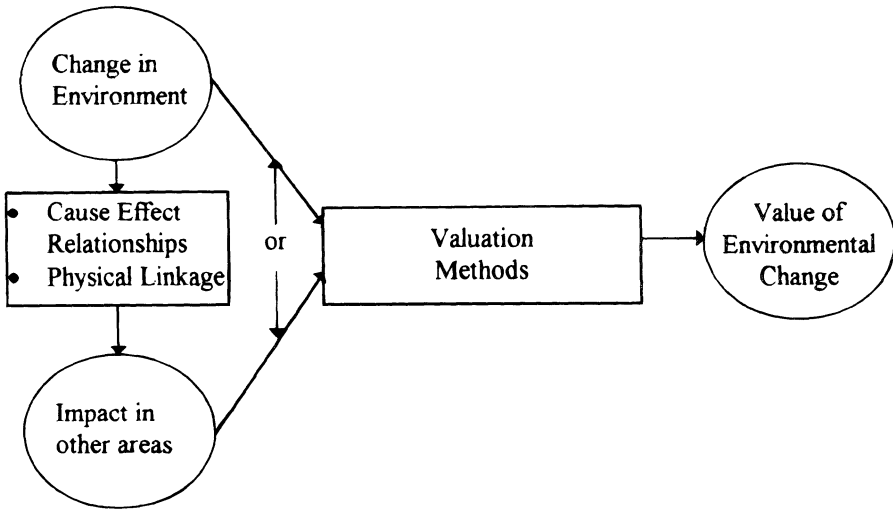 Change in
Environment
• Cause Effect
Relationships
• Physical Linkage
Impact in
other areas
or
Valuation
Methods
Value of
Environmental
Change